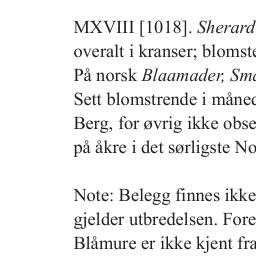 MXVIII [1018]. Sherard
overalt i kranser; blomste
På norsk Blaamader, Sma
Sett blomstrende i måned
Berg, for øvrig ikke obse
på åkre i det sørligste No
Note: Belegg finnes ikke
gjelder utbredelsen. Fore
Blåmure er ikke kjent fra